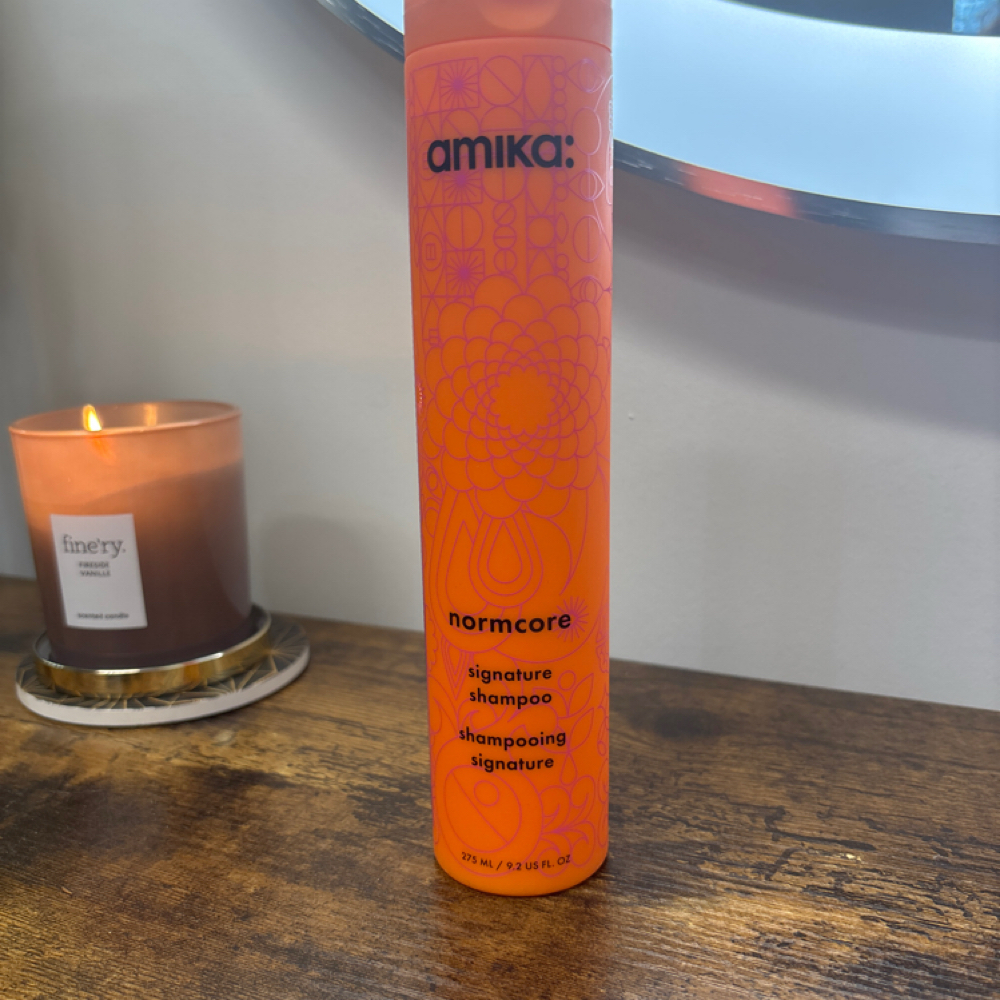 amika:
normcore
signature
shampoo
shampooing
signature
275 ML / 9.2 US FL. OZ
fine'ry.
FIRESIDE
VANILLE
scented candle